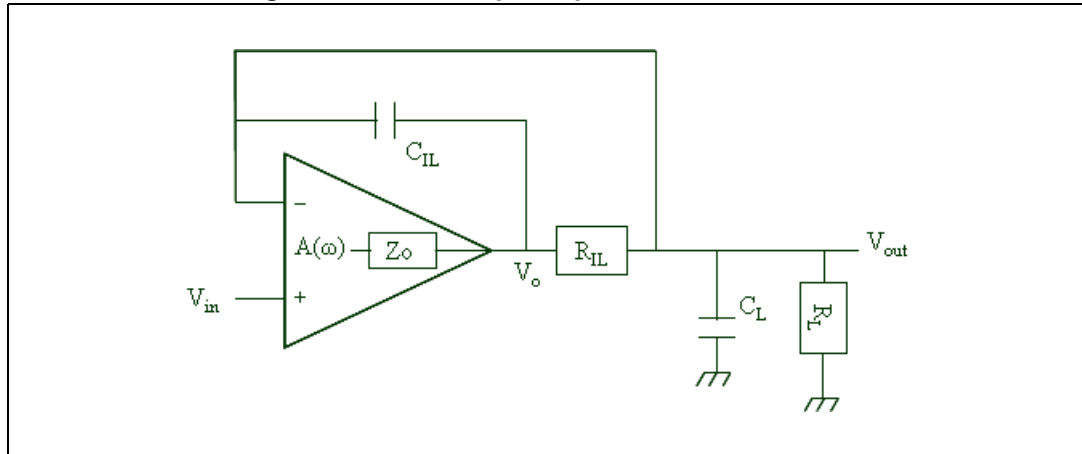 C_IL
−
A(ω)
Zo
V_o
R_IL
V_out
V_in
+
C_L
R_L